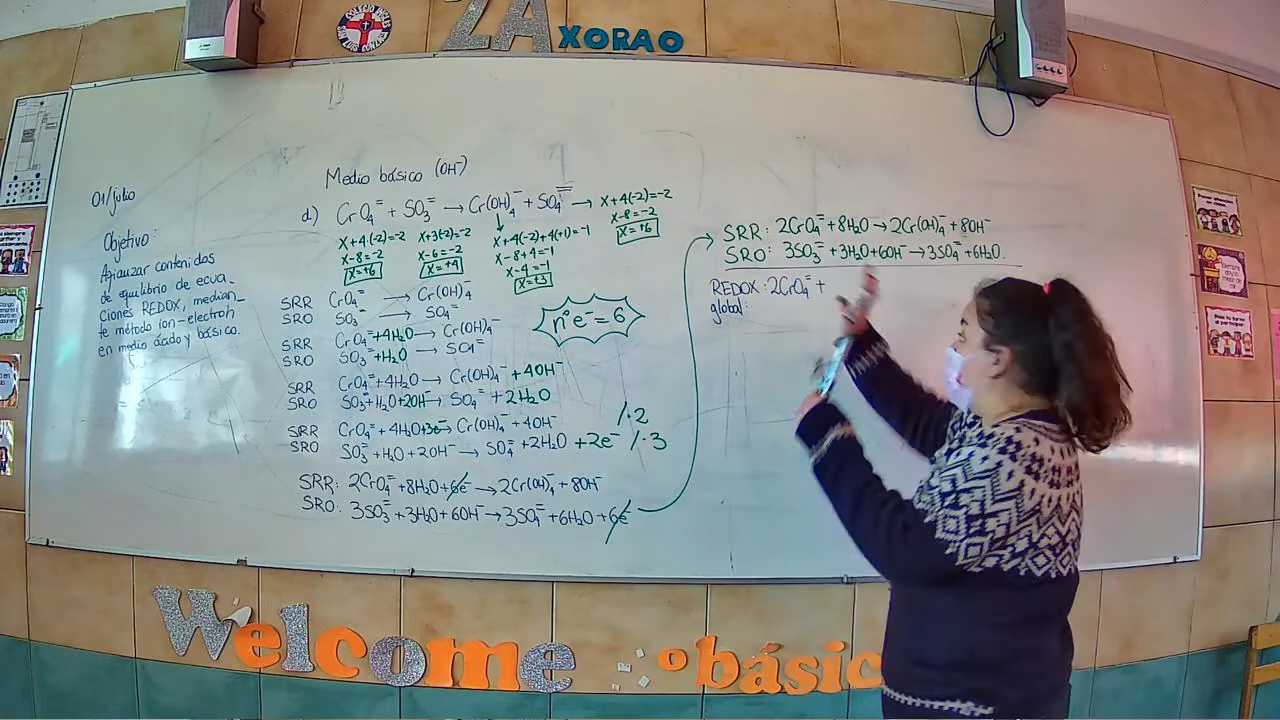 COLEGIO INGLES
SAN LUIS GONZAGA
ZA XORAO
01/julio
Objetivo:
Afianzar contenidos
de equilibrio de ecua_
ciones REDOX, median_
te método ion-electrón
en medio ácido y básico.
Medio básico (OH⁻)
d) CrO₄⁼ + SO₃⁼ → Cr(OH)₄⁻ + SO₄⁼ → x+4(-2)=-2
x-8=-2
x=+6
x+4·(-2)=-2
x-8=-2
x=+6
x+3(-2)=-2
x-6=-2
x=+4
x+4(-2)+4(+1)=-1
x-8+4=-1
x-4=-1
x=+3
SRR CrO₄⁼ → Cr(OH)₄⁻
SRO SO₃⁼ → SO₄⁼
n°e⁻=6
SRR CrO₄⁼+4H₂O → Cr(OH)₄⁻
SRO SO₃⁼+H₂O → SO₄⁼
SRR CrO₄⁼+4H₂O → Cr(OH)₄⁻ + 4OH⁻
SRO SO₃⁼+H₂O+2OH⁻ → SO₄⁼ + 2H₂O
SRR CrO₄⁼+4H₂O+3e⁻ → Cr(OH)₄⁻ + 4OH⁻ /·2
SRO SO₃⁼+H₂O+2OH⁻ → SO₄⁼+2H₂O +2e⁻ /·3
SRR: 2CrO₄⁼+8H₂O+6e⁻ → 2Cr(OH)₄⁻+8OH⁻
SRO: 3SO₃⁼+3H₂O+6OH⁻ → 3SO₄⁼+6H₂O+6e⁻
SRR: 2CrO₄⁼+8H₂O → 2Cr(OH)₄⁻+8OH⁻
SRO: 3SO₃⁼+3H₂O+6OH⁻ → 3SO₄⁼+6H₂O.
REDOX: 2CrO₄⁼ +
global:
Welcome
básic